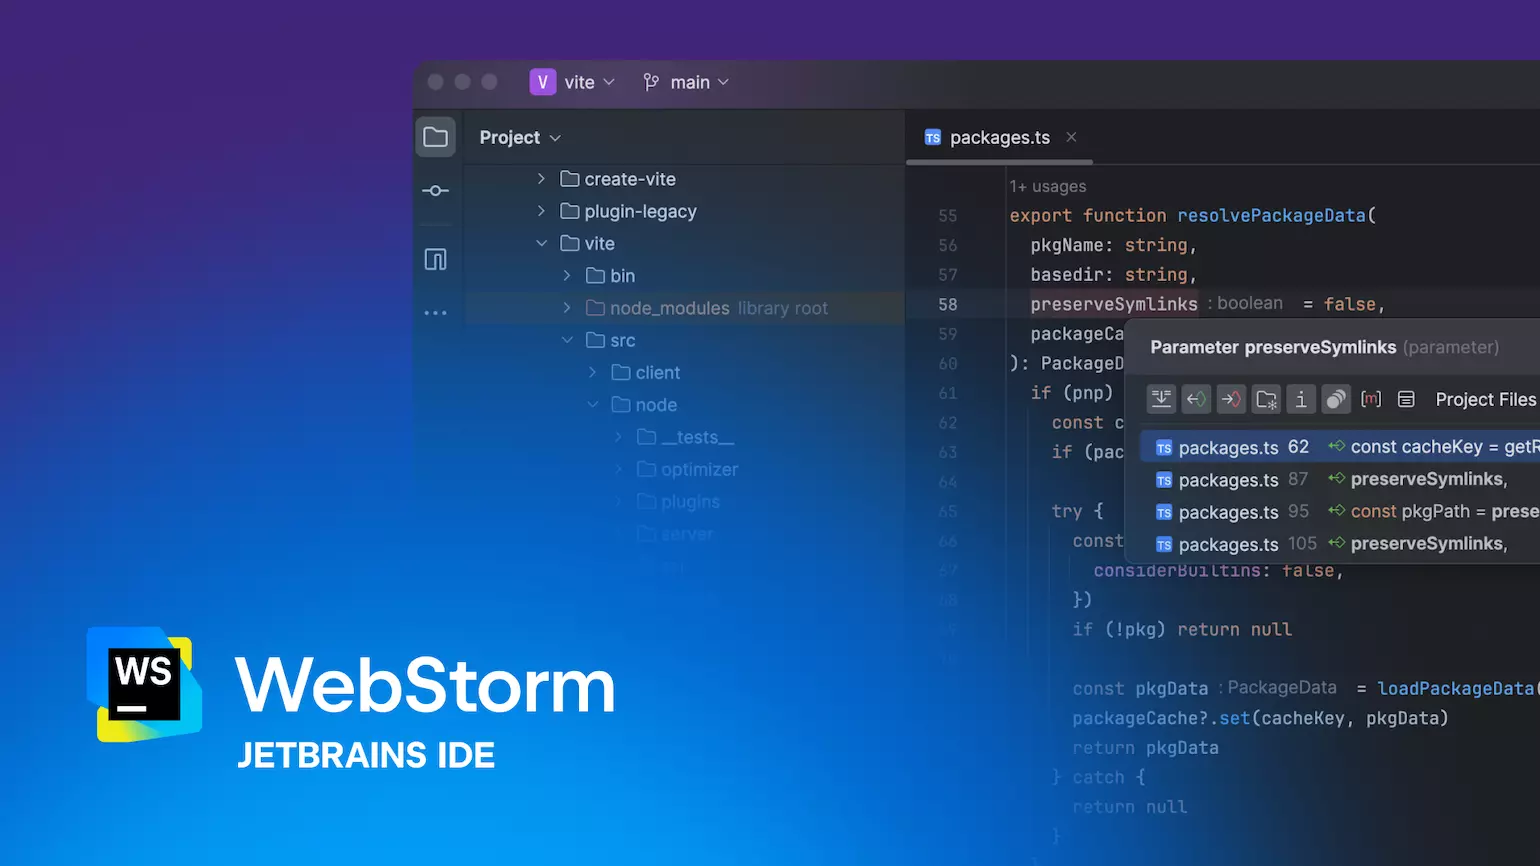 V vite main
Project
create-vite
plugin-legacy
vite
bin
node_modules library root
src
client
node
__tests__
optimizer
plugins
server
TS packages.ts
1+ usages
55 export function resolvePackageData(
56 pkgName: string,
57 basedir: string,
58 preserveSymlinks : boolean = false,
59 packageCa
60 ): PackageD
61 if (pnp)
62 const c
63 if (pac
64
65 try {
66 const
67 considerBuiltins: false,
68 })
if (!pkg) return null
const pkgData : PackageData = loadPackageData(
packageCache?.set(cacheKey, pkgData)
return pkgData
} catch {
return null
}
Parameter preserveSymlinks (parameter)
Project Files
TS packages.ts 62 const cacheKey = getR
TS packages.ts 87 preserveSymlinks,
TS packages.ts 95 const pkgPath = prese
TS packages.ts 105 preserveSymlinks,
WS
WebStorm
JETBRAINS IDE